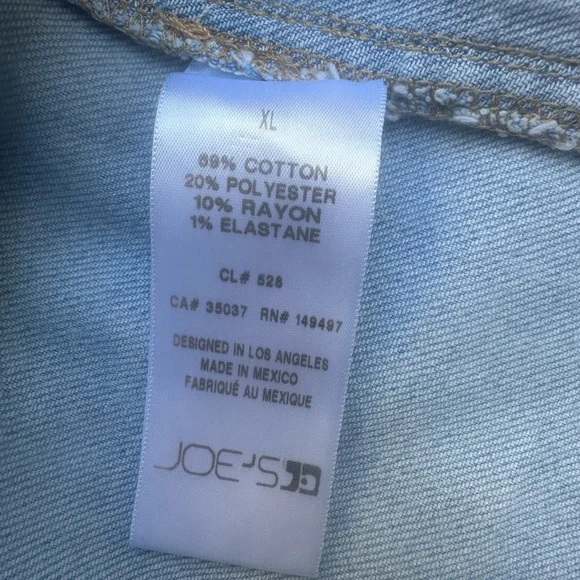 XL
69% COTTON
20% POLYESTER
10% RAYON
1% ELASTANE
CL# 528
CA# 35037 RN# 149497
DESIGNED IN LOS ANGELES
MADE IN MEXICO
FABRIQUÉ AU MEXIQUE
JOE'S